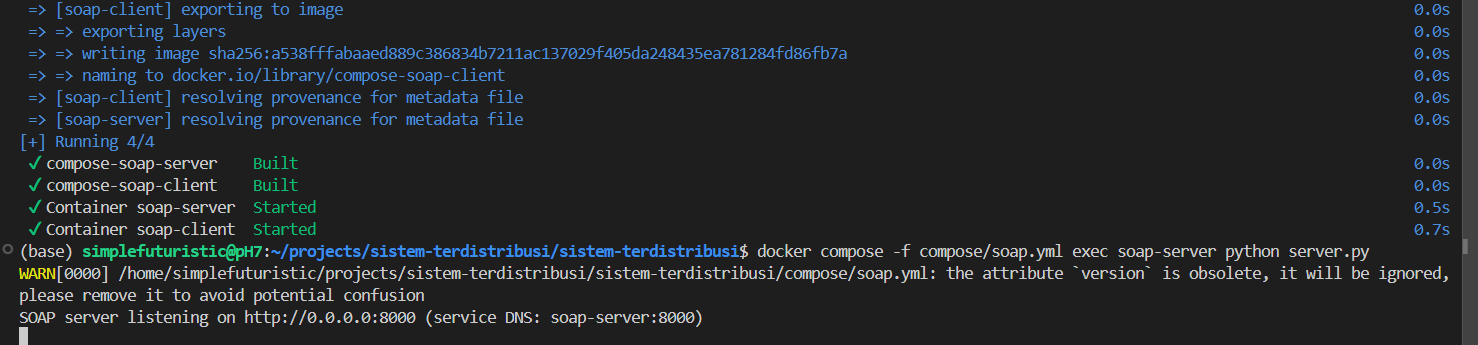 => [soap-client] exporting to image 0.0s
=> => exporting layers 0.0s
=> => writing image sha256:a538fffabaaed889c386834b7211ac137029f405da248435ea781284fd86fb7a 0.0s
=> => naming to docker.io/library/compose-soap-client 0.0s
=> [soap-client] resolving provenance for metadata file 0.0s
=> [soap-server] resolving provenance for metadata file 0.0s
[+] Running 4/4
✓ compose-soap-server Built 0.0s
✓ compose-soap-client Built 0.0s
✓ Container soap-server Started 0.5s
✓ Container soap-client Started 0.7s
(base) simplefuturistic@pH7:~/projects/sistem-terdistribusi/sistem-terdistribusi$ docker compose -f compose/soap.yml exec soap-server python server.py
WARN[0000] /home/simplefuturistic/projects/sistem-terdistribusi/sistem-terdistribusi/compose/soap.yml: the attribute `version` is obsolete, it will be ignored,
please remove it to avoid potential confusion
SOAP server listening on http://0.0.0.0:8000 (service DNS: soap-server:8000)